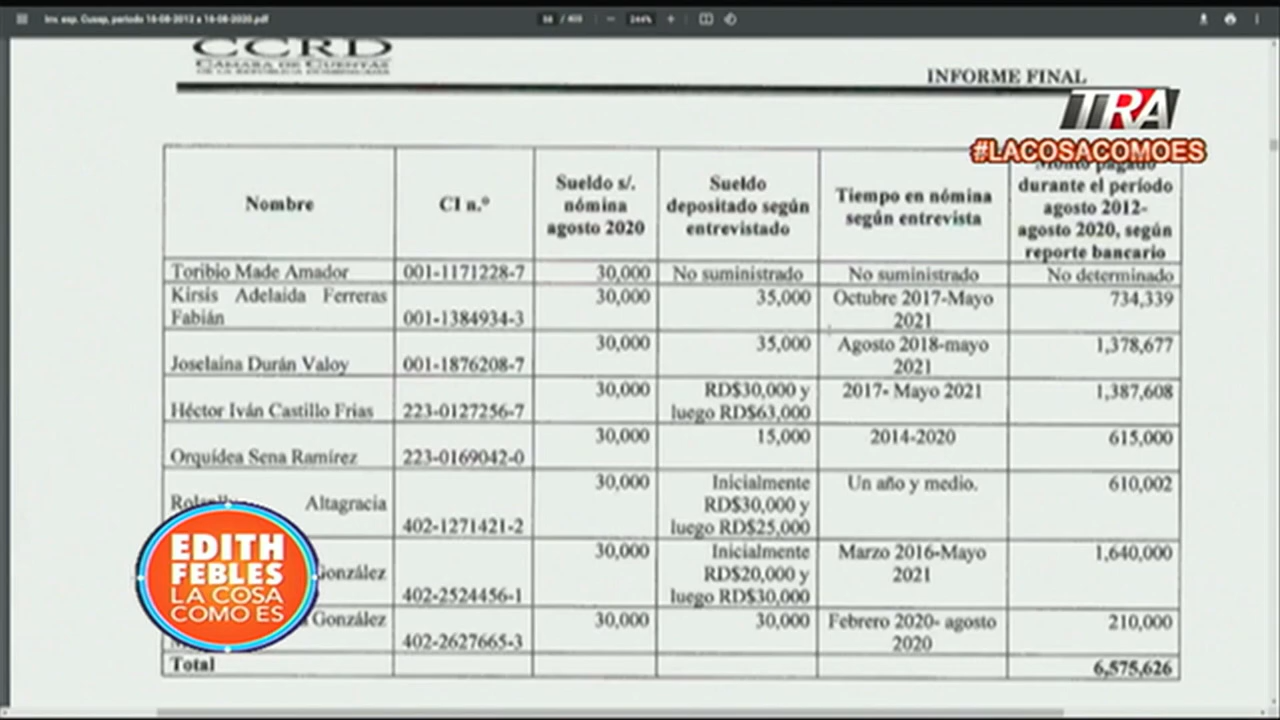 Inv. esp. Cusep, período 16-08-2012 a 16-08-2020.pdf
/ 405
244%
CCRD
CÁMARA DE CUENTAS
DE LA REPÚBLICA DOMINICANA
INFORME FINAL
TRA
#LACOSACOMOES
Nombre
CI n.º
Sueldo s/.
nómina
agosto 2020
Sueldo
depositado según
entrevistado
Tiempo en nómina
según entrevista
Monto pagado
durante el período
agosto 2012-
agosto 2020, según
reporte bancario
Toribio Made Amador 001-1171228-7 30,000 No suministrado No suministrado No determinado
Kirsis Adelaida Ferreras 30,000 35,000 Octubre 2017-Mayo 734,339
Fabián 001-1384934-3 2021
30,000 35,000 Agosto 2018-mayo 1,378,677
Joselaina Durán Valoy 001-1876208-7 2021
30,000 RD$30,000 y 2017- Mayo 2021 1,387,608
Héctor Iván Castillo Frias 223-0127256-7 luego RD$63,000
30,000 15,000 2014-2020 615,000
Orquídea Sena Ramírez 223-0169042-0
30,000 Inicialmente Un año y medio. 610,002
Altagracia RD$30,000 y
402-1271421-2 luego RD$25,000
30,000 Inicialmente Marzo 2016-Mayo 1,640,000
González RD$20,000 y 2021
402-2524456-1 luego RD$30,000
González 30,000 30,000 Febrero 2020- agosto 210,000
402-2627665-3 2020
Total 6,575,626
EDITH
FEBLES
LA COSA
COMO ES